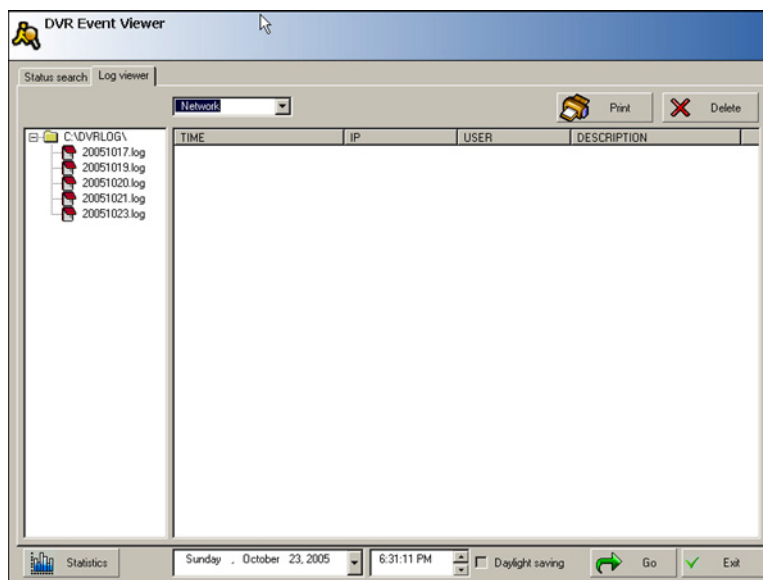 DVR Event Viewer
Status search Log viewer
Network Print Delete
C:\DVRLOG\ TIME IP USER DESCRIPTION
20051017.log
20051019.log
20051020.log
20051021.log
20051023.log
Statistics Sunday , October 23, 2005 6:31:11 PM Daylight saving Go Exit